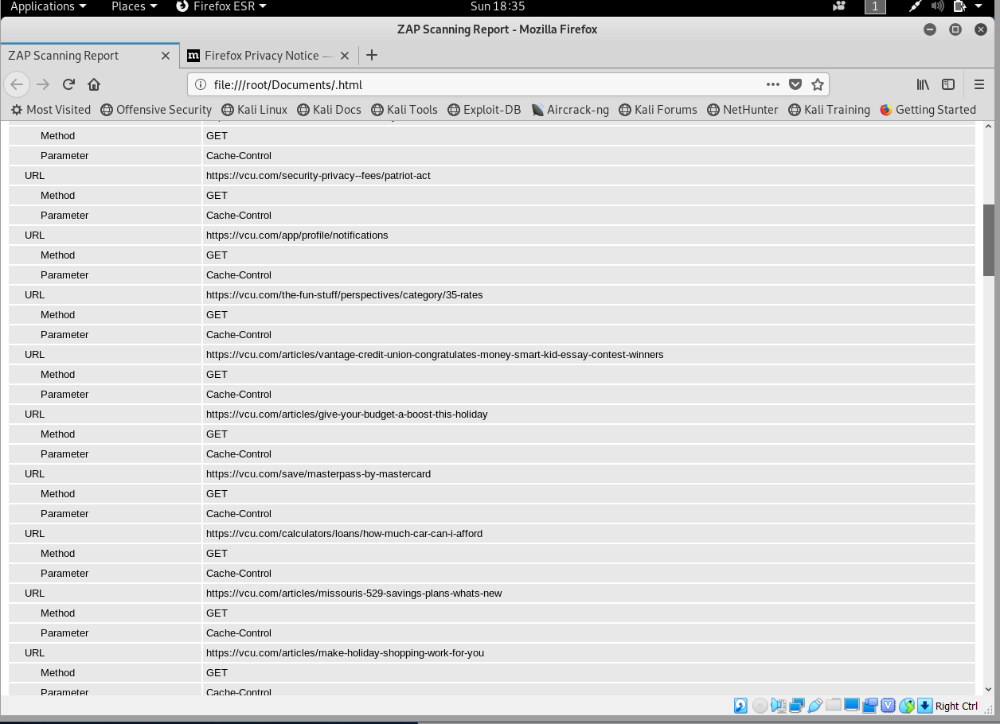 Applications Places Firefox ESR Sun 18:35 1
ZAP Scanning Report - Mozilla Firefox
ZAP Scanning Report m Firefox Privacy Notice —
file:///root/Documents/.html
Most Visited Offensive Security Kali Linux Kali Docs Kali Tools Exploit-DB Aircrack-ng Kali Forums NetHunter Kali Training Getting Started
Method GET
Parameter Cache-Control
URL https://vcu.com/security-privacy--fees/patriot-act
Method GET
Parameter Cache-Control
URL https://vcu.com/app/profile/notifications
Method GET
Parameter Cache-Control
URL https://vcu.com/the-fun-stuff/perspectives/category/35-rates
Method GET
Parameter Cache-Control
URL https://vcu.com/articles/vantage-credit-union-congratulates-money-smart-kid-essay-contest-winners
Method GET
Parameter Cache-Control
URL https://vcu.com/articles/give-your-budget-a-boost-this-holiday
Method GET
Parameter Cache-Control
URL https://vcu.com/save/masterpass-by-mastercard
Method GET
Parameter Cache-Control
URL https://vcu.com/calculators/loans/how-much-car-can-i-afford
Method GET
Parameter Cache-Control
URL https://vcu.com/articles/missouris-529-savings-plans-whats-new
Method GET
Parameter Cache-Control
URL https://vcu.com/articles/make-holiday-shopping-work-for-you
Method GET
Parameter Cache-Control
Right Ctrl